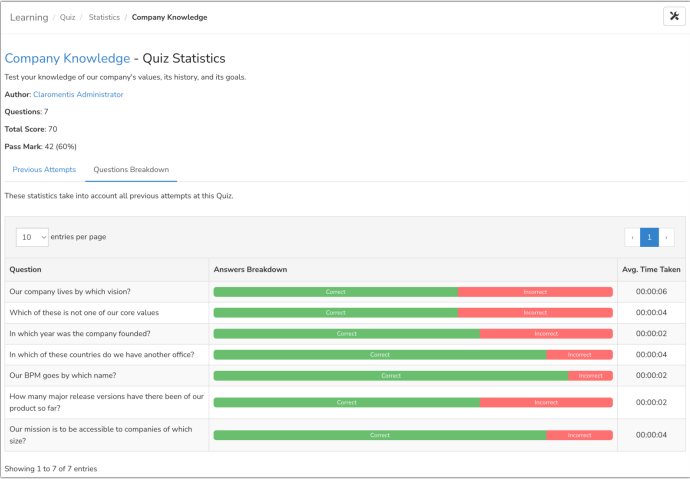 Learning / Quiz / Statistics / Company Knowledge
Company Knowledge - Quiz Statistics
Test your knowledge of our company's values, its history, and its goals.
Author: Claromentis Administrator
Questions: 7
Total Score: 70
Pass Mark: 42 (60%)
Previous Attempts Questions Breakdown
These statistics take into account all previous attempts at this Quiz.
10 entries per page ‹ 1 ›
Question Answers Breakdown Avg. Time Taken
Our company lives by which vision? Correct Incorrect 00:00:06
Which of these is not one of our core values Correct Incorrect 00:00:04
In which year was the company founded? Correct Incorrect 00:00:02
In which of these countries do we have another office? Correct Incorrect 00:00:04
Our BPM goes by which name? Correct Incorrect 00:00:02
How many major release versions have there been of our
product so far? Correct Incorrect 00:00:02
Our mission is to be accessible to companies of which
size? Correct Incorrect 00:00:04
Showing 1 to 7 of 7 entries